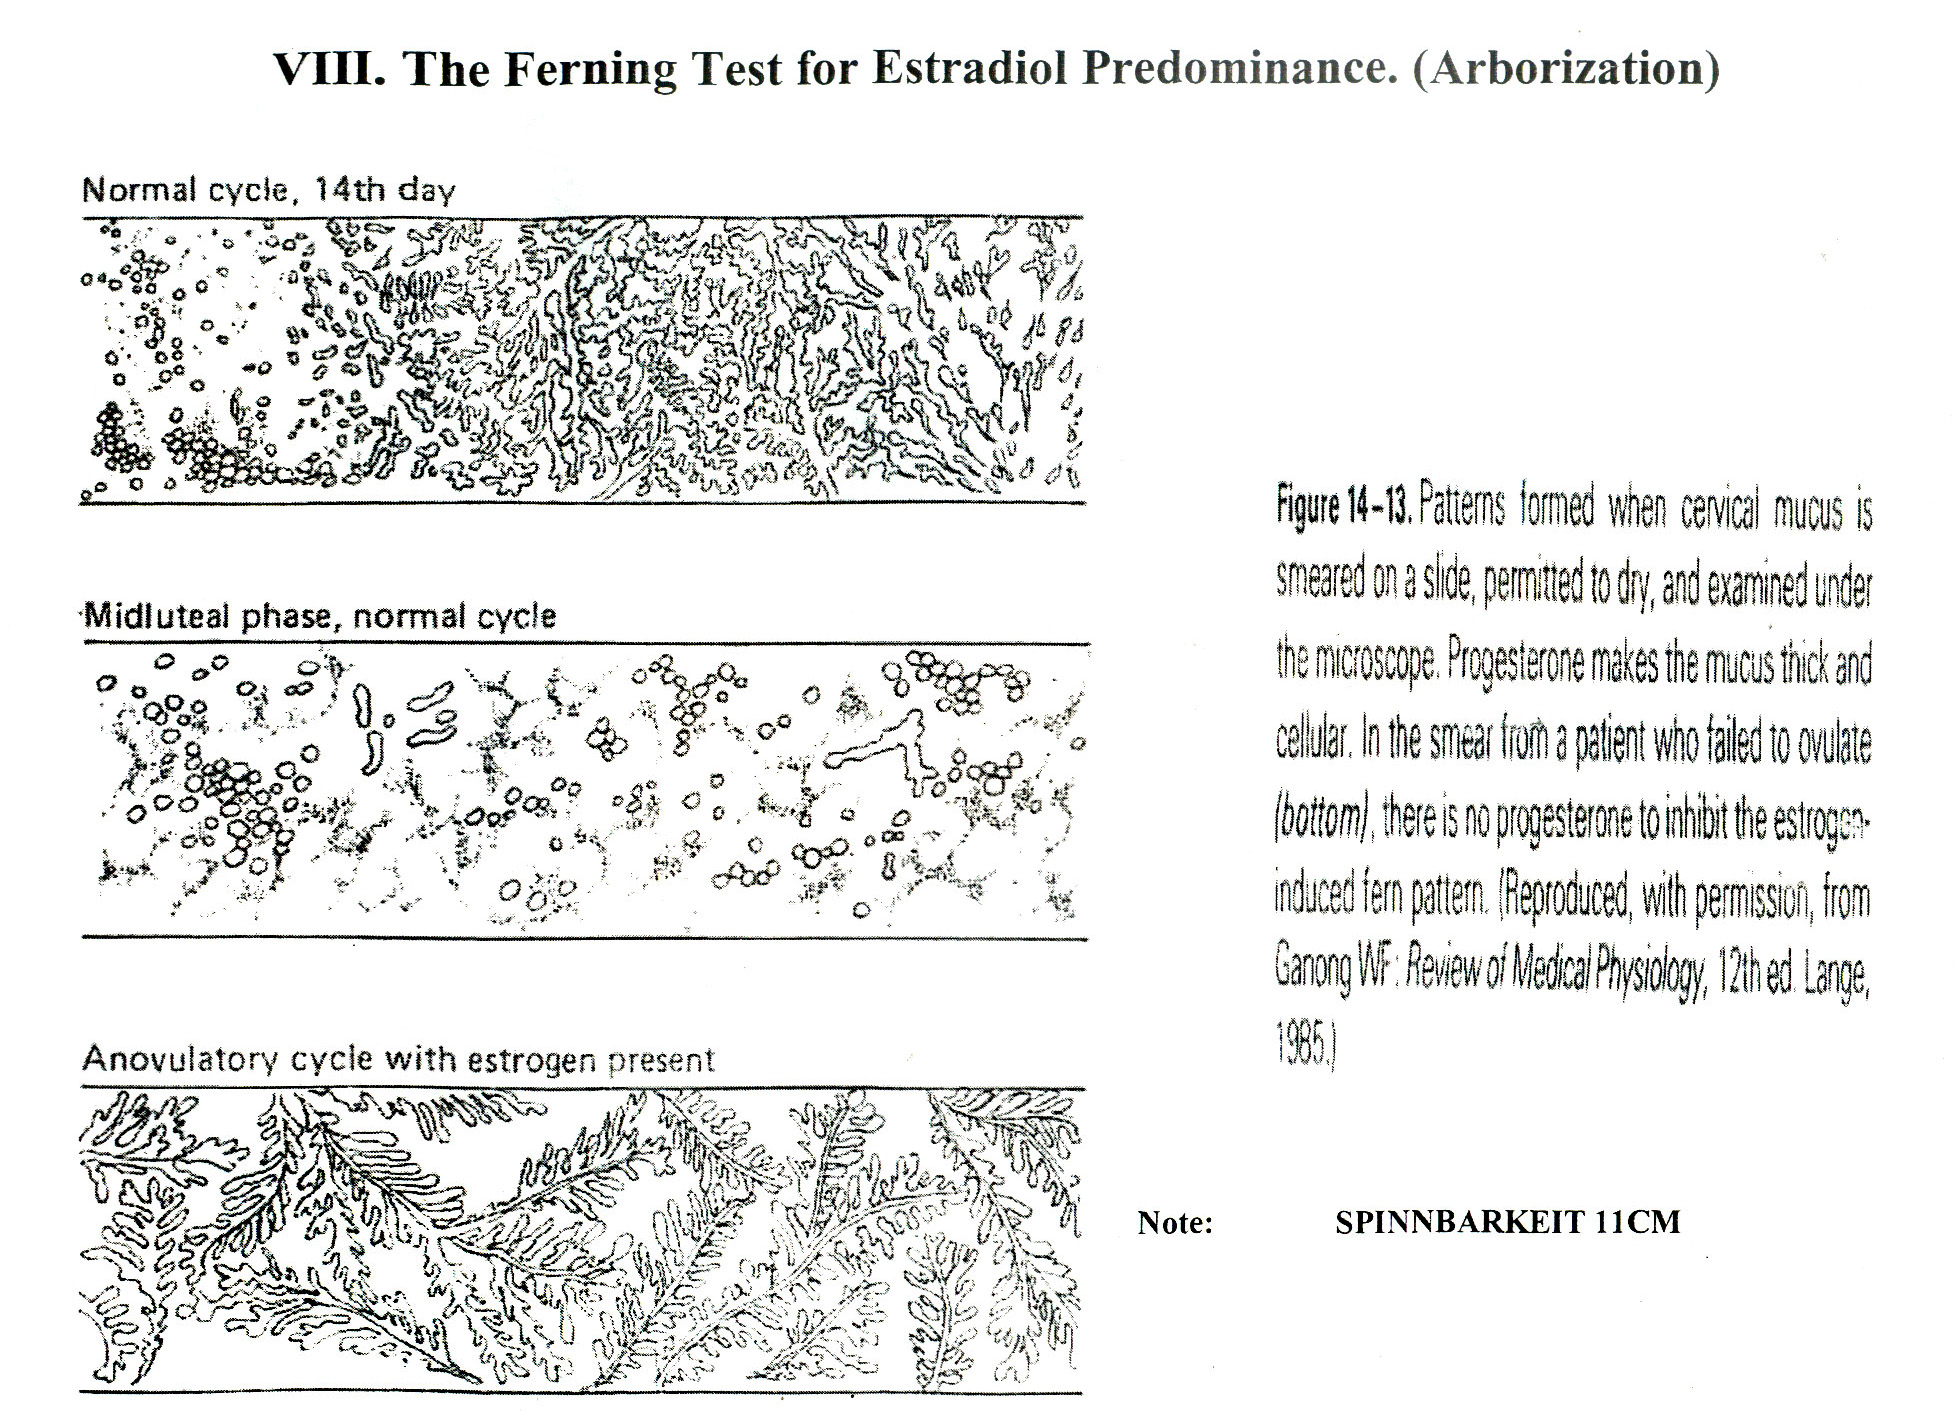 VIII. The Ferning Test for Estradiol Predominance. (Arborization)
Normal cycle, 14th day
Midluteal phase, normal cycle
Anovulatory cycle with estrogen present
Figure 14–13. Patterns formed when cervical mucus is
smeared on a slide, permitted to dry, and examined under
the microscope. Progesterone makes the mucus thick and
cellular. In the smear from a patient who failed to ovulate
(bottom), there is no progesterone to inhibit the estrogen-
induced fern pattern. (Reproduced, with permission, from
Ganong WF: Review of Medical Physiology, 12th ed. Lange,
1985.)
Note: SPINNBARKEIT 11CM